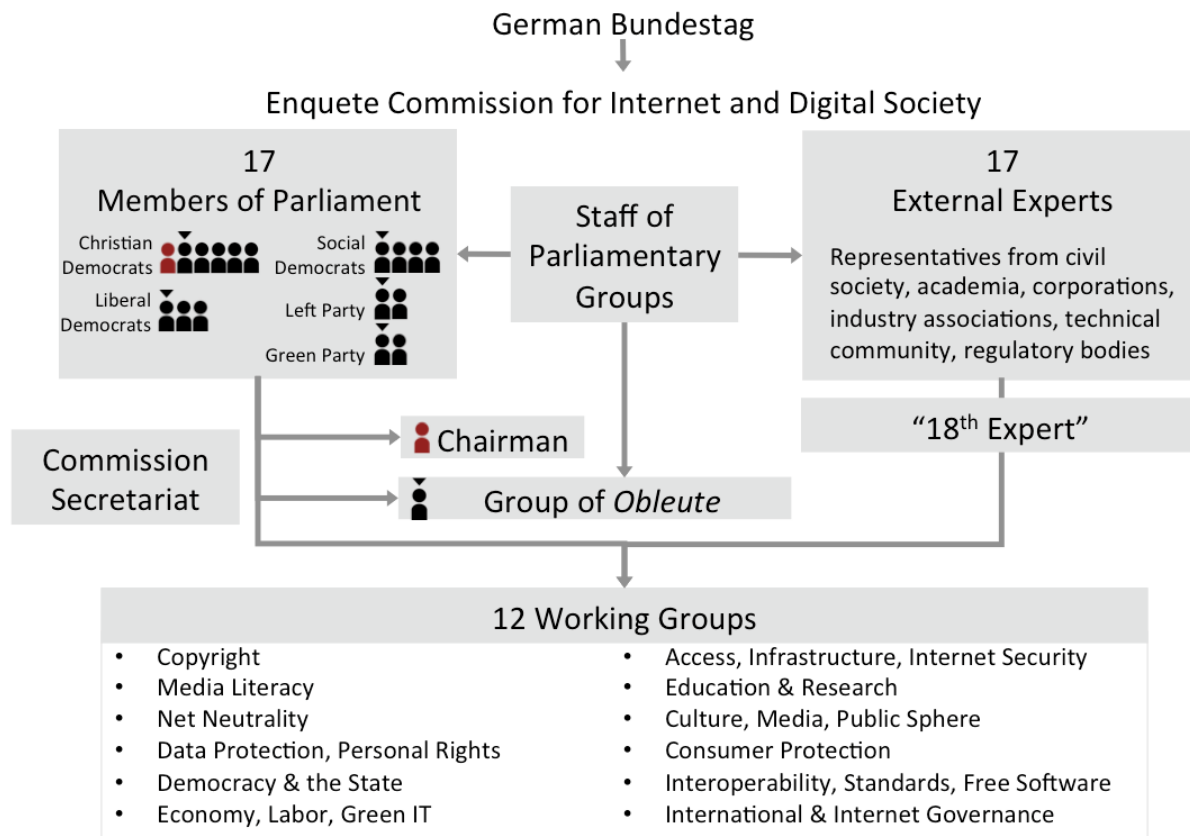 German Bundestag
Enquete Commission for Internet and Digital Society
17
Members of Parliament
Christian
Democrats
Social
Democrats
Liberal
Democrats
Left Party
Green Party
Staff of
Parliamentary
Groups
17
External Experts
Representatives from civil
society, academia, corporations,
industry associations, technical
community, regulatory bodies
“18th Expert”
Commission
Secretariat
Chairman
Group of Obleute
12 Working Groups
• Copyright
• Media Literacy
• Net Neutrality
• Data Protection, Personal Rights
• Democracy & the State
• Economy, Labor, Green IT
• Access, Infrastructure, Internet Security
• Education & Research
• Culture, Media, Public Sphere
• Consumer Protection
• Interoperability, Standards, Free Software
• International & Internet Governance